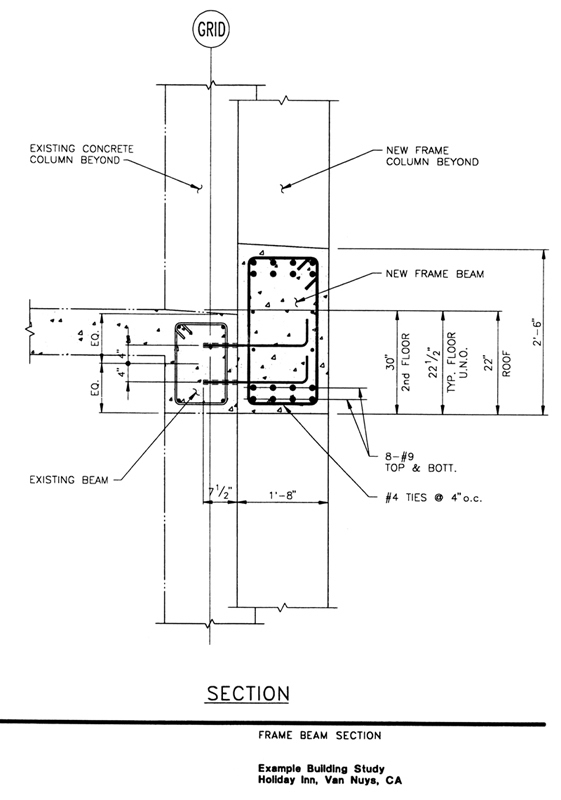 GRID
EXISTING CONCRETE
COLUMN BEYOND
NEW FRAME
COLUMN BEYOND
NEW FRAME BEAM
EQ.
4"
4"
EQ.
30"
2nd FLOOR
22 1/2"
TYP. FLOOR
U.N.O.
22"
ROOF
2'-6"
8-#9
TOP & BOTT.
EXISTING BEAM
7 1/2"
1'-8"
#4 TIES @ 4"o.c.
SECTION
FRAME BEAM SECTION
Example Building Study
Holiday Inn, Van Nuys, CA